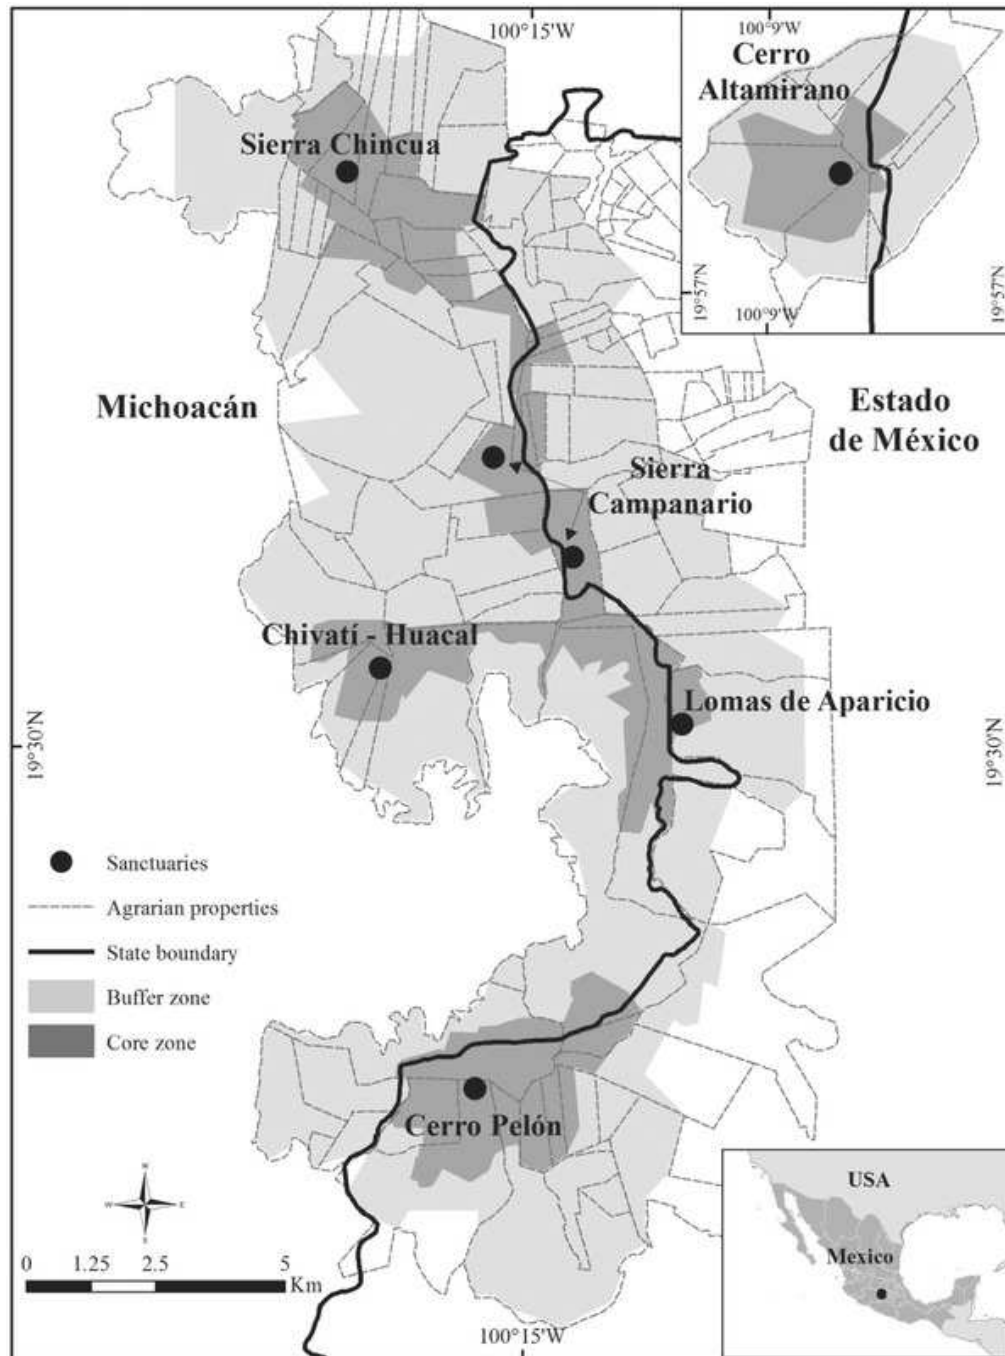 100°15'W
100°9'W
Cerro
Altamirano
Sierra Chincua
19°57'N
19°57'N
100°9'W
Michoacán
Estado
de México
Sierra
Campanario
Chivatí - Huacal
Lomas de Aparicio
19°30'N
19°30'N
Sanctuaries
Agrarian properties
State boundary
Buffer zone
Core zone
Cerro Pelón
USA
Mexico
W
E
0 1.25 2.5 5
Km
100°15'W